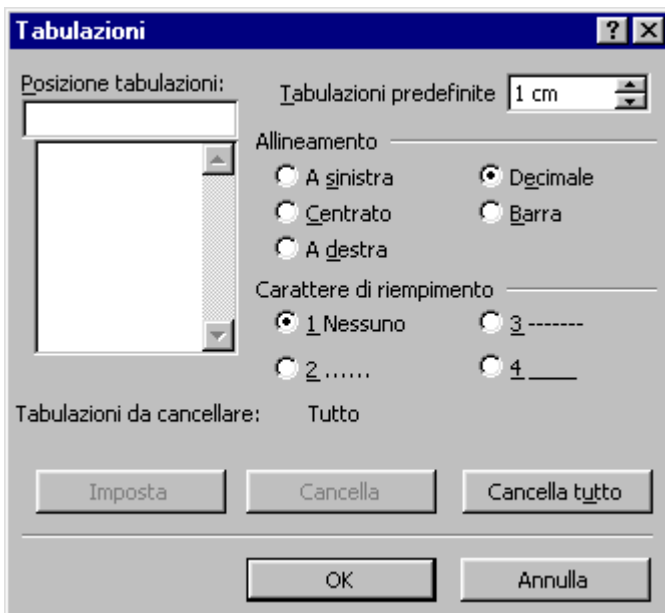 Tabulazioni
Posizione tabulazioni:
Tabulazioni predefinite 1 cm
Allineamento
A sinistra Decimale
Centrato Barra
A destra
Carattere di riempimento
1 Nessuno 3 -------
2 ...... 4 ____
Tabulazioni da cancellare: Tutto
Imposta Cancella Cancella tutto
OK Annulla